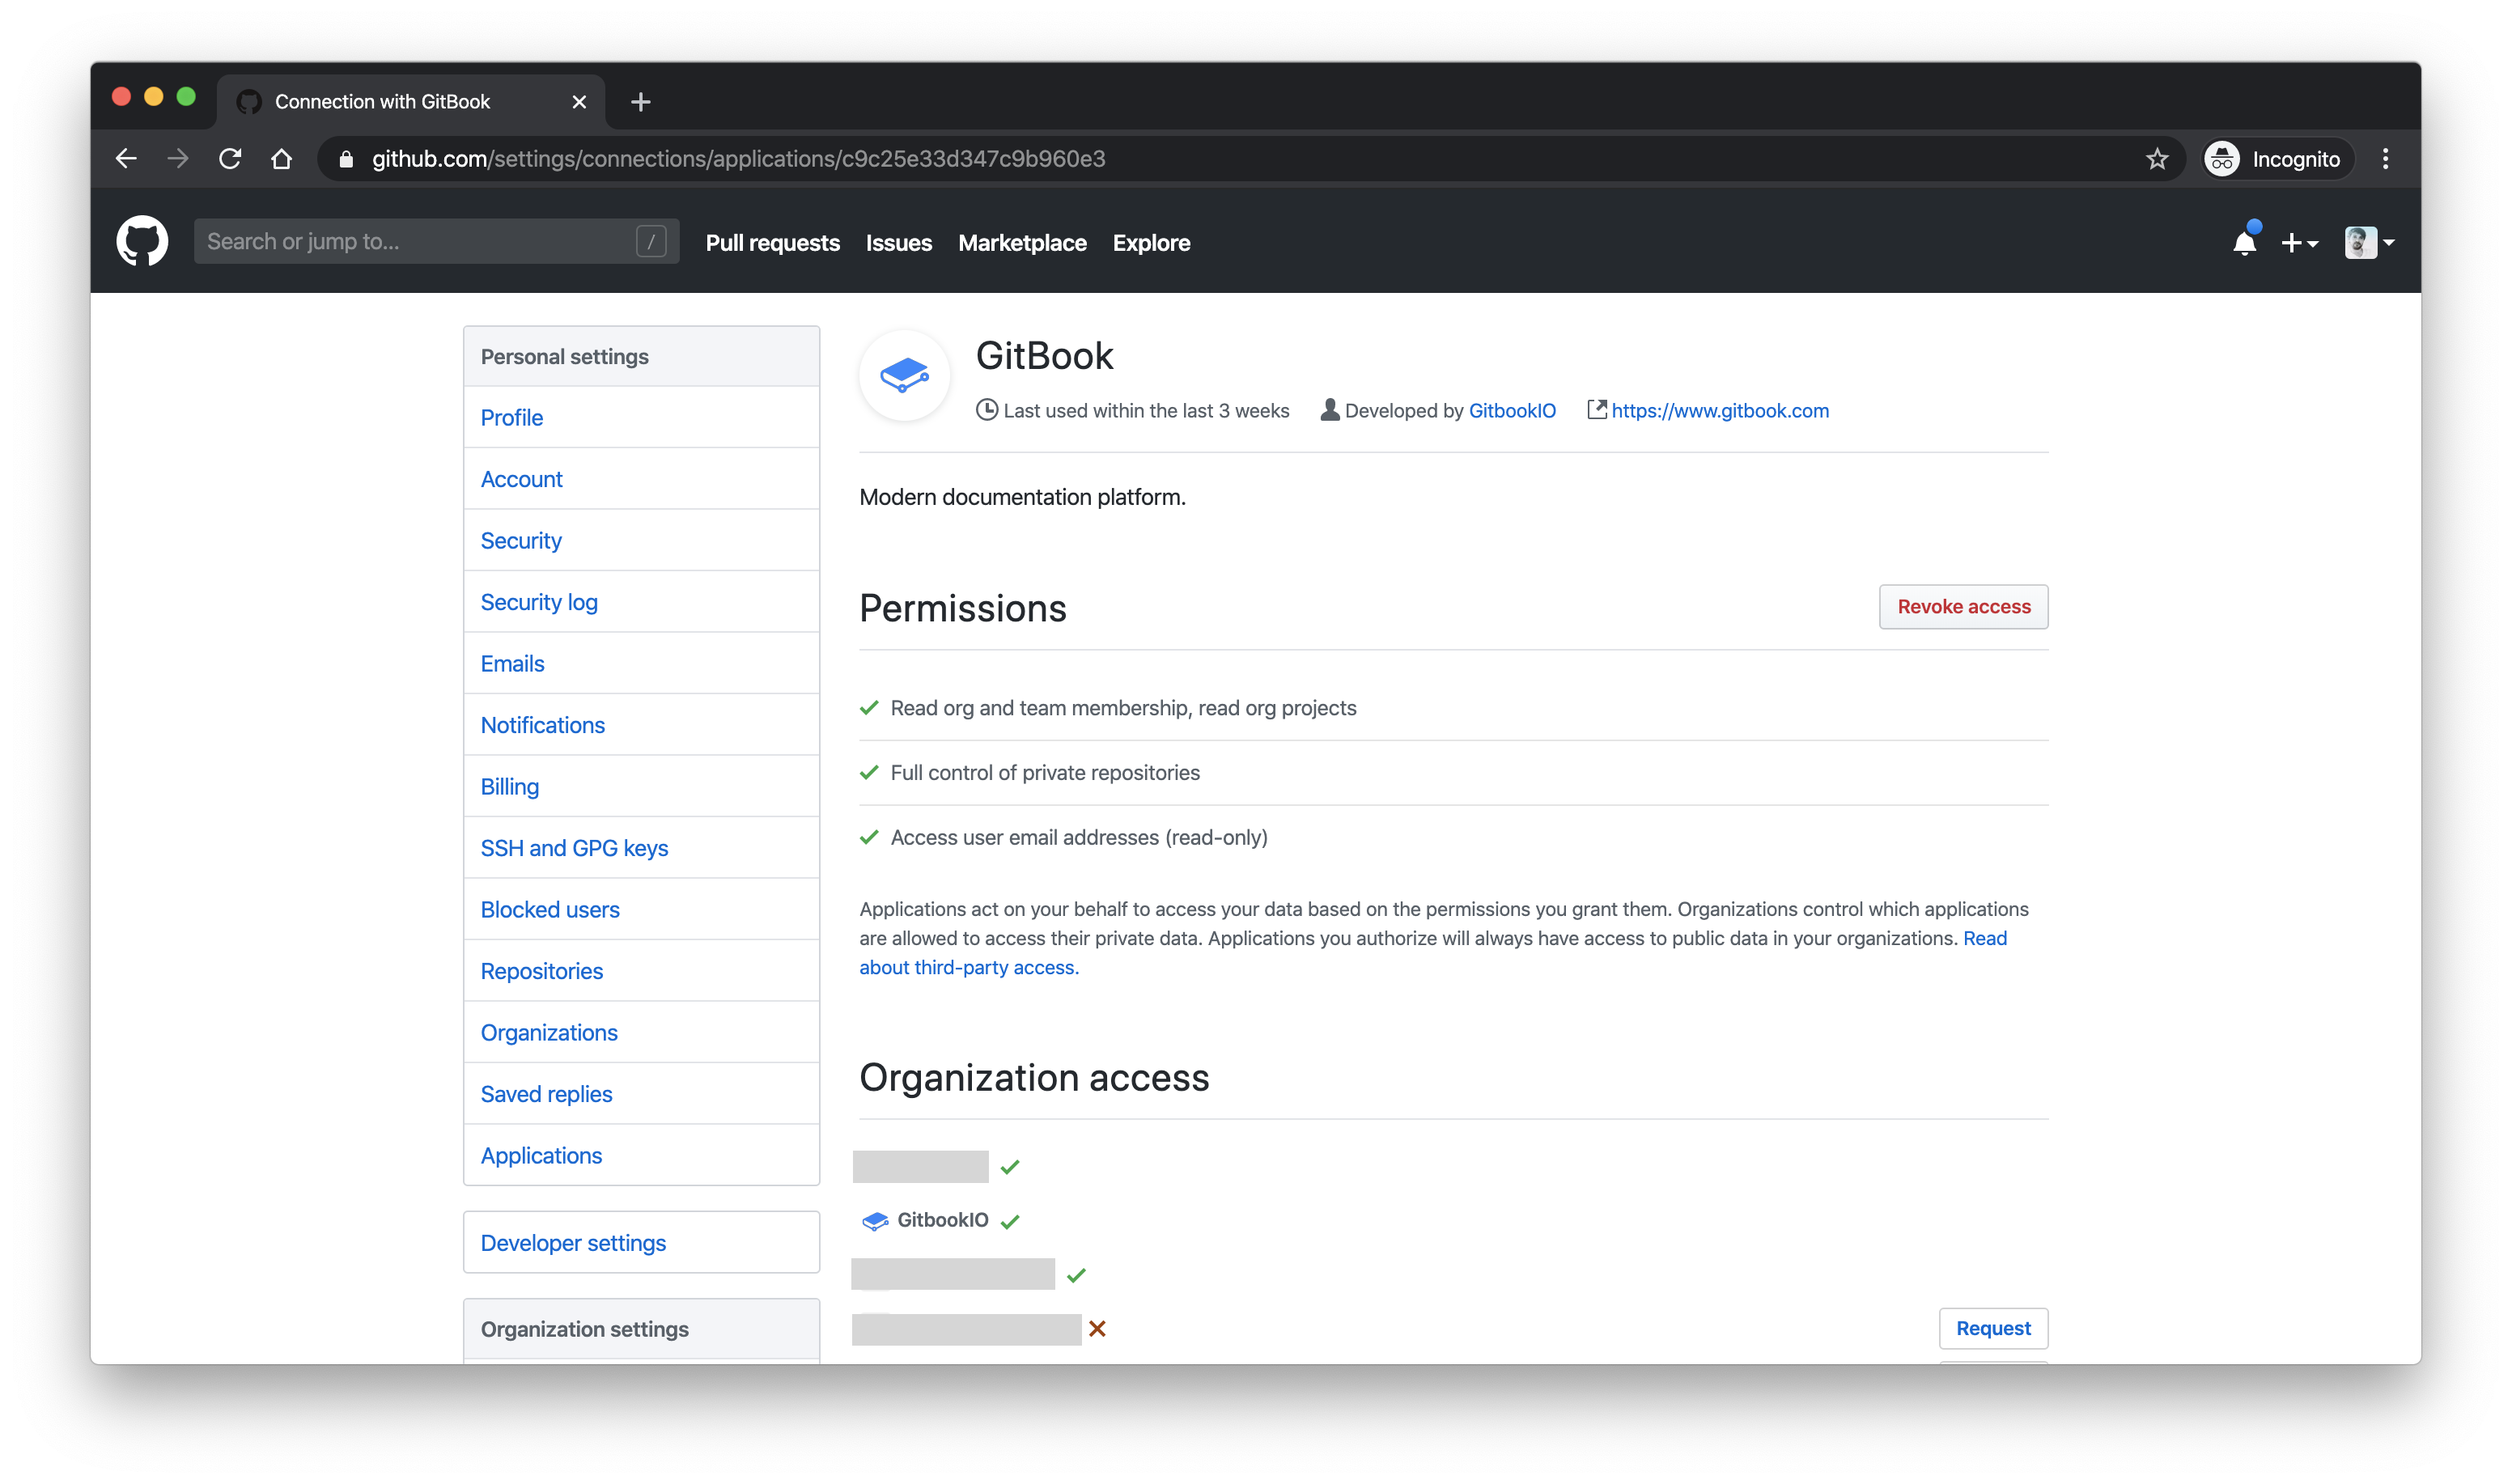 Connection with GitBook
github.com/settings/connections/applications/c9c25e33d347c9b960e3
Incognito
Search or jump to...
/
Pull requests
Issues
Marketplace
Explore
Personal settings
Profile
Account
Security
Security log
Emails
Notifications
Billing
SSH and GPG keys
Blocked users
Repositories
Organizations
Saved replies
Applications
Developer settings
Organization settings
GitBook
Last used within the last 3 weeks
Developed by GitbookIO
https://www.gitbook.com
Modern documentation platform.
Permissions
Revoke access
Read org and team membership, read org projects
Full control of private repositories
Access user email addresses (read-only)
Applications act on your behalf to access your data based on the permissions you grant them. Organizations control which applications
are allowed to access their private data. Applications you authorize will always have access to public data in your organizations. Read
about third-party access.
Organization access
GitbookIO
Request